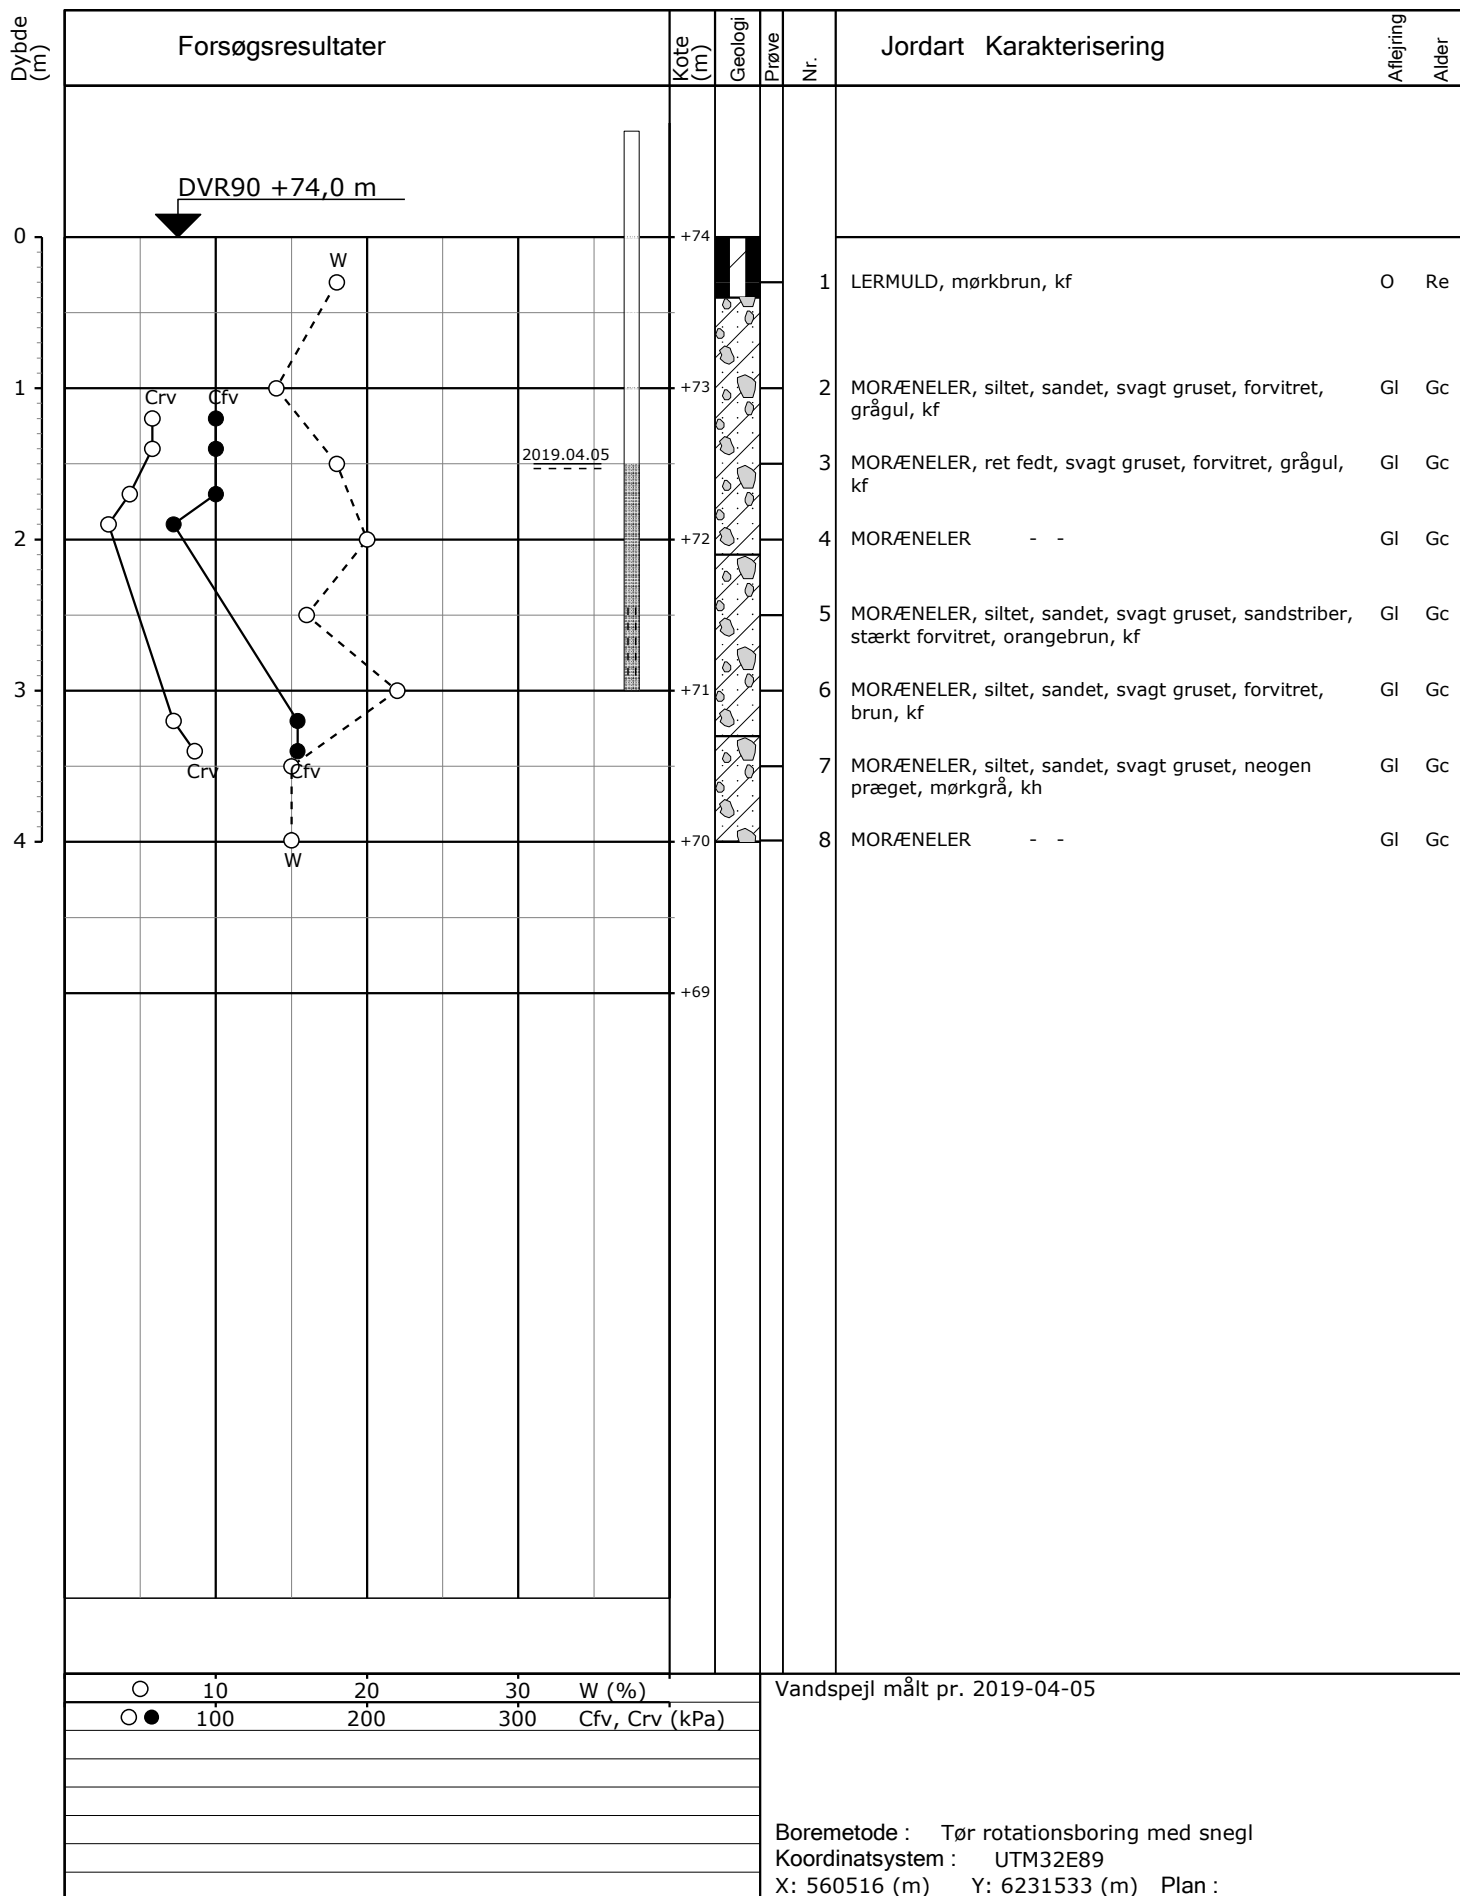 Dybde
(m)
Forsøgsresultater
Kote
(m)
Geologi
Prøve
Nr.
Jordart Karakterisering
Aflejring
Alder
DVR90 +74,0 m
0
+74
W
1 LERMULD, mørkbrun, kf O Re
1
+73
Crv
Cfv
2 MORÆNELER, siltet, sandet, svagt gruset, forvitret, Gl Gc
grågul, kf
2019.04.05
3 MORÆNELER, ret fedt, svagt gruset, forvitret, grågul, Gl Gc
kf
2
+72
4 MORÆNELER - - Gl Gc
5 MORÆNELER, siltet, sandet, svagt gruset, sandstriber, Gl Gc
stærkt forvitret, orangebrun, kf
3
+71
6 MORÆNELER, siltet, sandet, svagt gruset, forvitret, Gl Gc
brun, kf
Crv
Cfv
7 MORÆNELER, siltet, sandet, svagt gruset, neogen Gl Gc
præget, mørkgrå, kh
4
+70
8 MORÆNELER - - Gl Gc
W
+69
10 20 30 W (%)
100 200 300 Cfv, Crv (kPa)
Vandspejl målt pr. 2019-04-05
Boremetode : Tør rotationsboring med snegl
Koordinatsystem : UTM32E89
X: 560516 (m) Y: 6231533 (m) Plan :